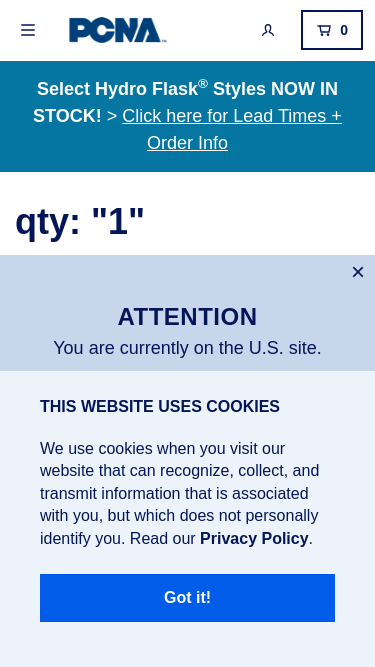 PCNA
0
Select Hydro Flask® Styles NOW IN
STOCK! > Click here for Lead Times +
Order Info
qty: "1"
ATTENTION
You are currently on the U.S. site.
THIS WEBSITE USES COOKIES
We use cookies when you visit our
website that can recognize, collect, and
transmit information that is associated
with you, but which does not personally
identify you. Read our Privacy Policy.
Got it!